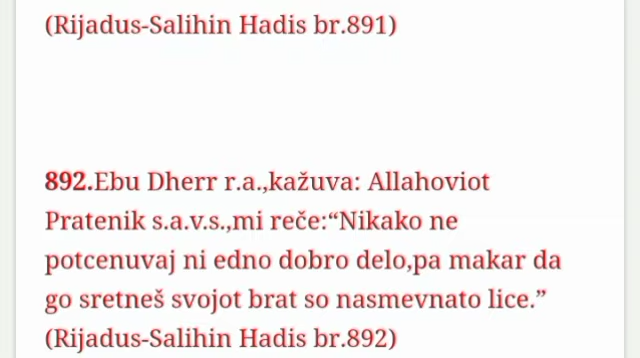 (Rijadus-Salihin Hadis br.891)
892.Ebu Dherr r.a.,kažuva: Allahoviot
Pratenik s.a.v.s.,mi reče:“Nikako ne
potcenuvaj ni edno dobro delo,pa makar da
go sretneš svojot brat so nasmevnato lice.”
(Rijadus-Salihin Hadis br.892)